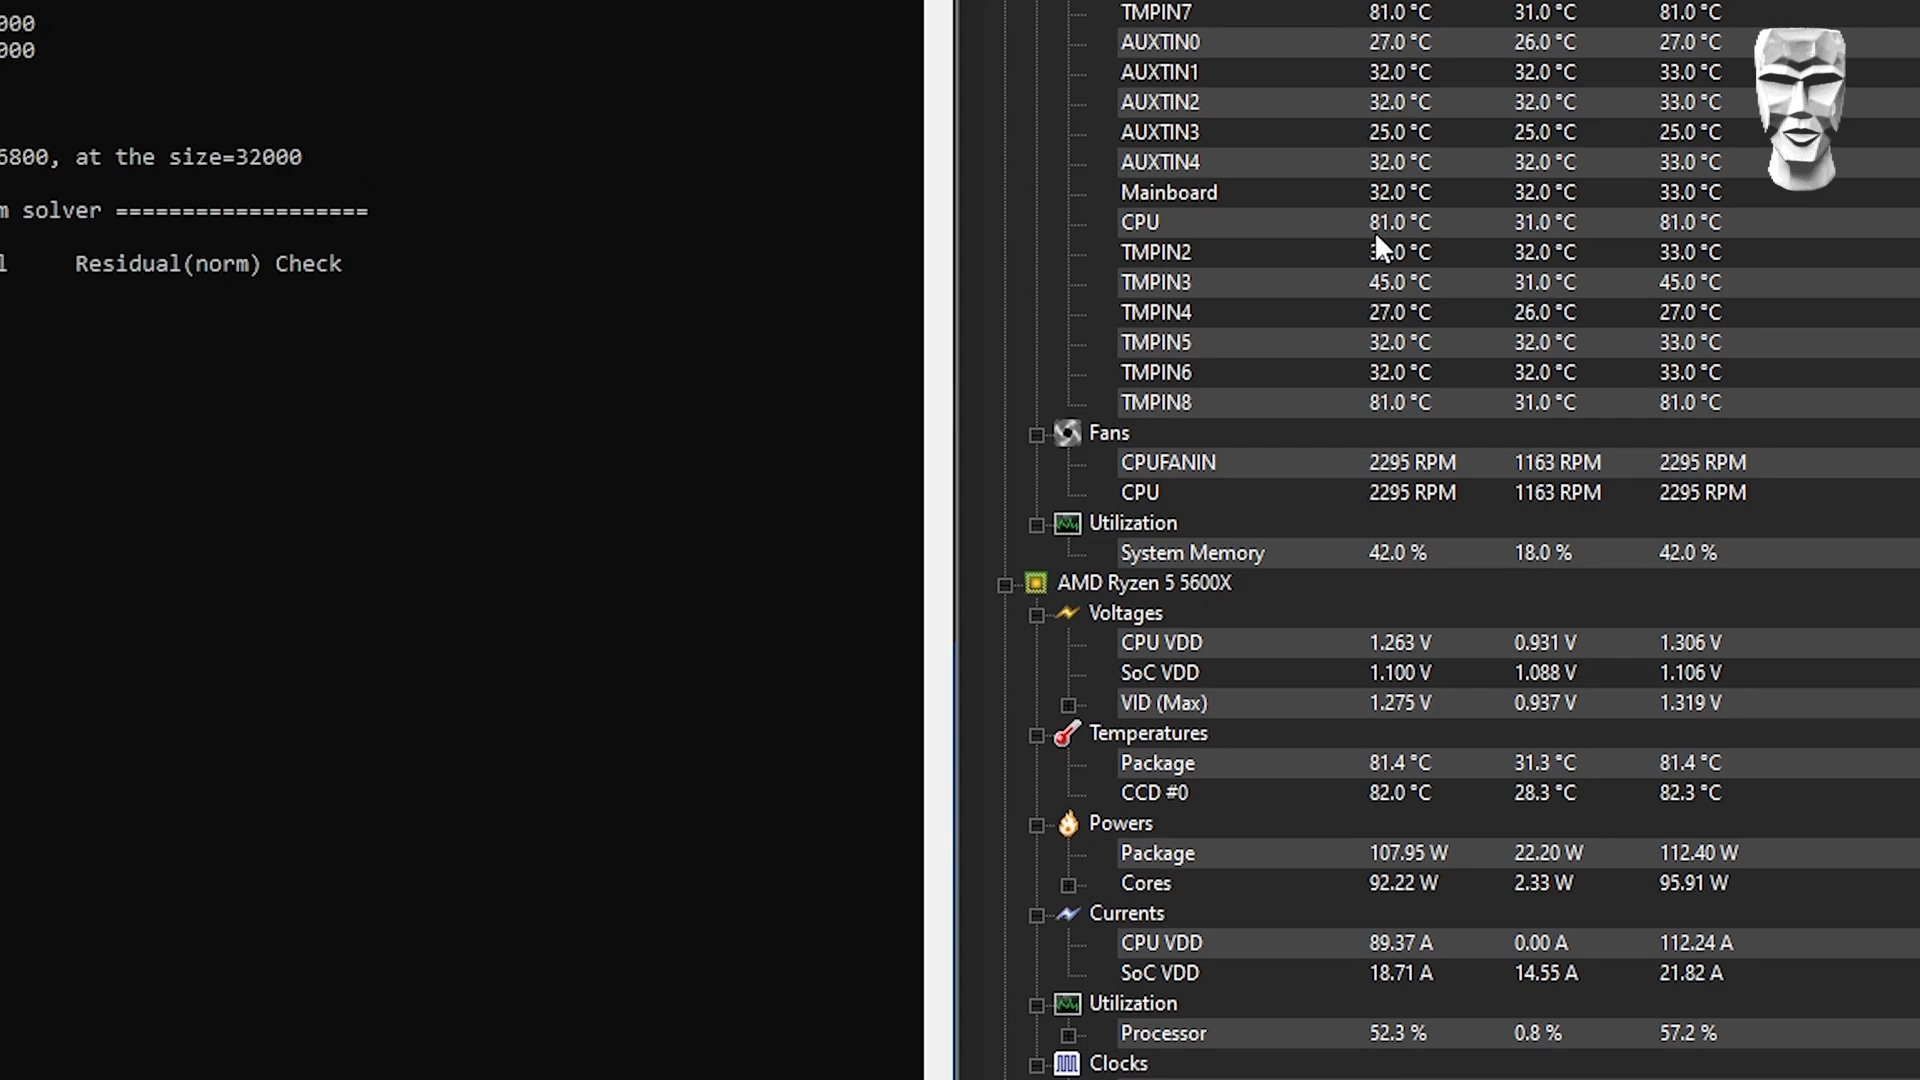 000
000
6800, at the size=32000
m solver ===================
l Residual(norm) Check
TMPIN7 81.0 °C 31.0 °C 81.0 °C
AUXTIN0 27.0 °C 26.0 °C 27.0 °C
AUXTIN1 32.0 °C 32.0 °C 33.0 °C
AUXTIN2 32.0 °C 32.0 °C 33.0 °C
AUXTIN3 25.0 °C 25.0 °C 25.0 °C
AUXTIN4 32.0 °C 32.0 °C 33.0 °C
Mainboard 32.0 °C 32.0 °C 33.0 °C
CPU 81.0 °C 31.0 °C 81.0 °C
TMPIN2 32.0 °C 33.0 °C
TMPIN3 45.0 °C 31.0 °C 45.0 °C
TMPIN4 27.0 °C 26.0 °C 27.0 °C
TMPIN5 32.0 °C 32.0 °C 33.0 °C
TMPIN6 32.0 °C 32.0 °C 33.0 °C
TMPIN8 81.0 °C 31.0 °C 81.0 °C
Fans
CPUFANIN 2295 RPM 1163 RPM 2295 RPM
CPU 2295 RPM 1163 RPM 2295 RPM
Utilization
System Memory 42.0 % 18.0 % 42.0 %
AMD Ryzen 5 5600X
Voltages
CPU VDD 1.263 V 0.931 V 1.306 V
SoC VDD 1.100 V 1.088 V 1.106 V
VID (Max) 1.275 V 0.937 V 1.319 V
Temperatures
Package 81.4 °C 31.3 °C 81.4 °C
CCD #0 82.0 °C 28.3 °C 82.3 °C
Powers
Package 107.95 W 22.20 W 112.40 W
Cores 92.22 W 2.33 W 95.91 W
Currents
CPU VDD 89.37 A 0.00 A 112.24 A
SoC VDD 18.71 A 14.55 A 21.82 A
Utilization
Processor 52.3 % 0.8 % 57.2 %
Clocks